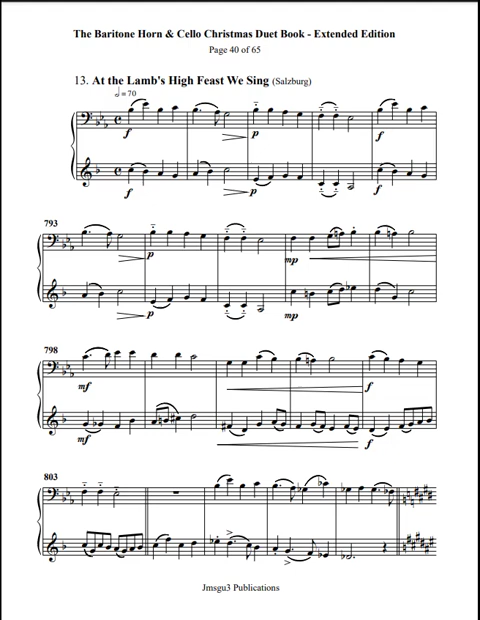 The Baritone Horn & Cello Christmas Duet Book - Extended Edition
Page 40 of 65
13. At the Lamb's High Feast We Sing (Salzburg)
= 70
f
p
f
f
p
f
793
p
mp
p
mp
798
mf
f
mf
f
803
Jmsgu3 Publications